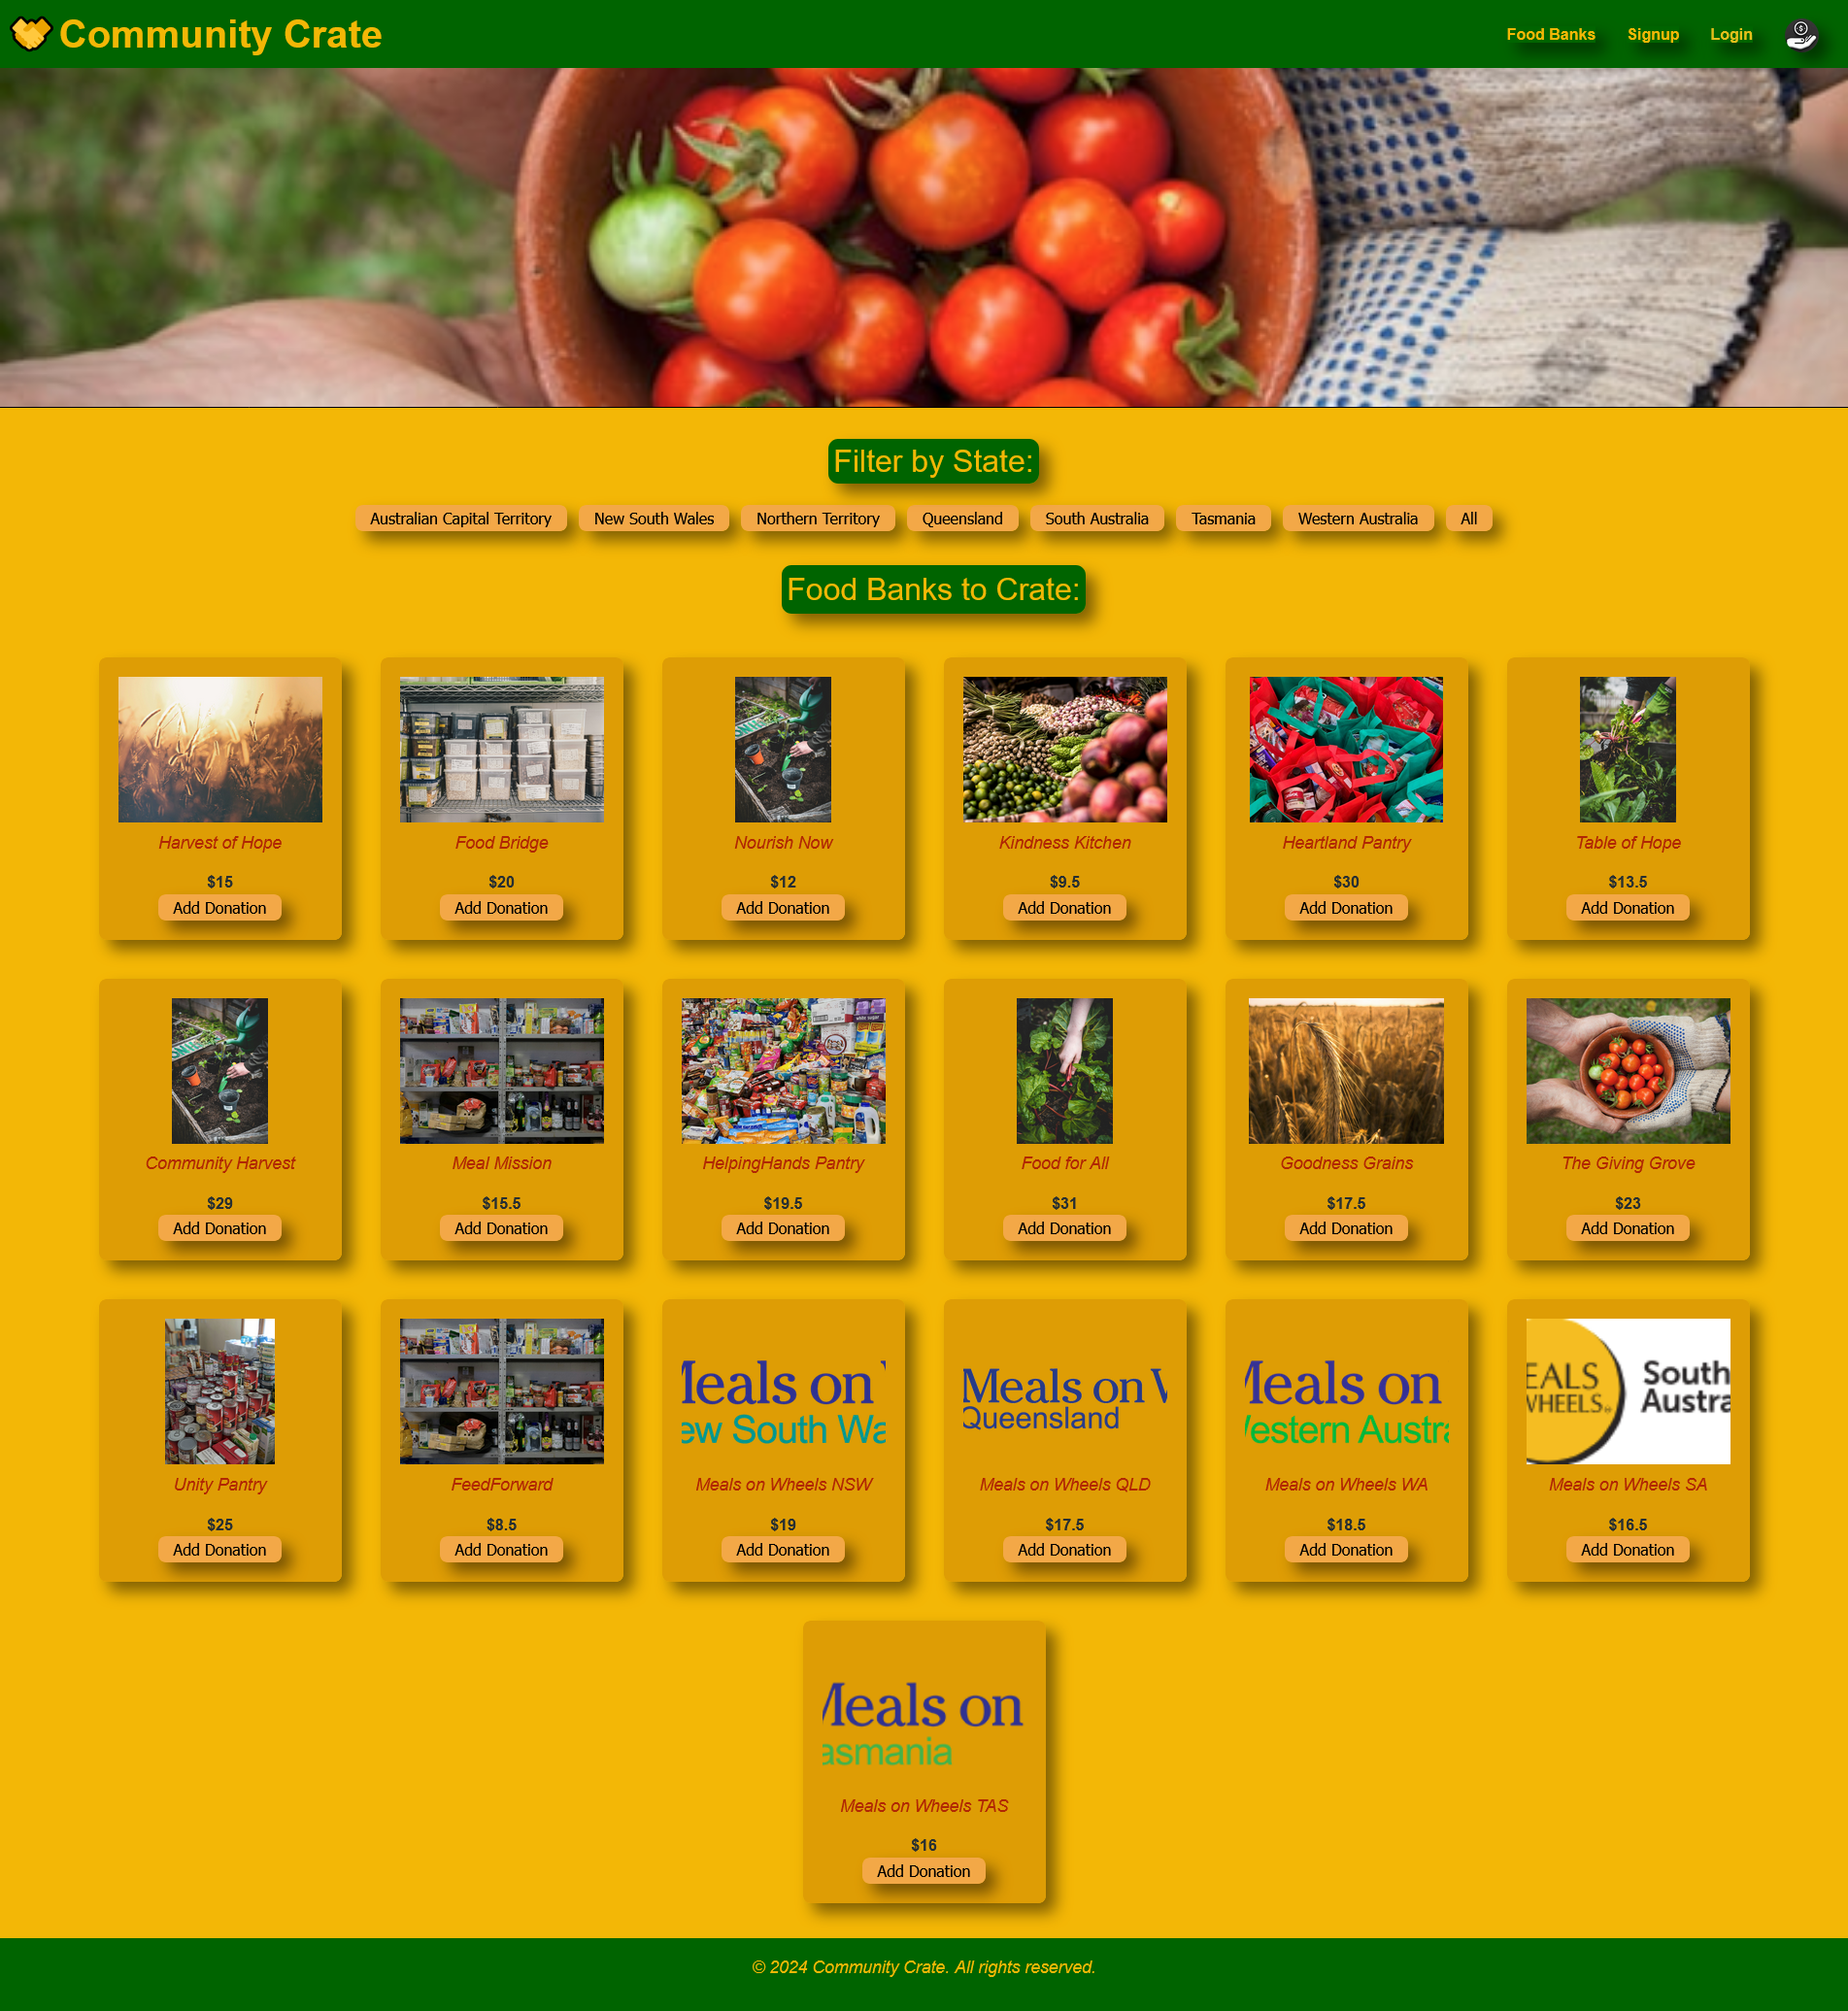 Community Crate
Food Banks
Signup
Login
Filter by State:
Australian Capital Territory
New South Wales
Northern Territory
Queensland
South Australia
Tasmania
Western Australia
All
Food Banks to Crate:
Harvest of Hope
$15
Add Donation
Food Bridge
$20
Add Donation
Nourish Now
$12
Add Donation
Kindness Kitchen
$9.5
Add Donation
Heartland Pantry
$30
Add Donation
Table of Hope
$13.5
Add Donation
Community Harvest
$29
Add Donation
Meal Mission
$15.5
Add Donation
HelpingHands Pantry
$19.5
Add Donation
Food for All
$31
Add Donation
Goodness Grains
$17.5
Add Donation
The Giving Grove
$23
Add Donation
Unity Pantry
$25
Add Donation
FeedForward
$8.5
Add Donation
Meals on W
ew South Wa
Meals on Wheels NSW
$19
Add Donation
Meals on W
Queensland
Meals on Wheels QLD
$17.5
Add Donation
Meals on
Western Austra
Meals on Wheels WA
$18.5
Add Donation
EALS
WHEELS
South
Austra
Meals on Wheels SA
$16.5
Add Donation
Meals on
asmania
Meals on Wheels TAS
$16
Add Donation
© 2024 Community Crate. All rights reserved.